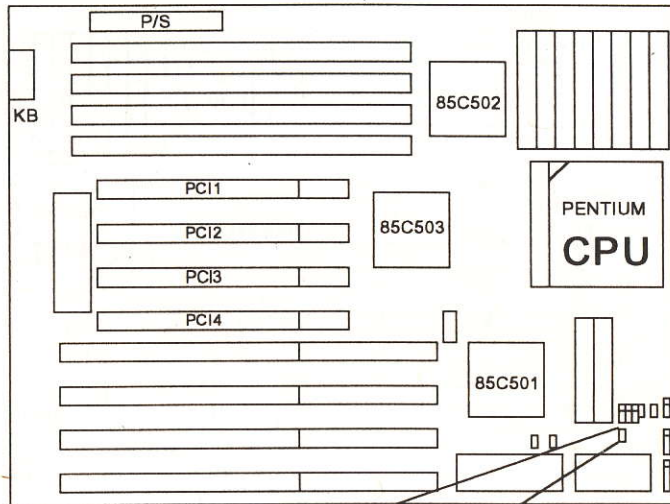 P/S
KB
85C502
PCI1
PCI2
PCI3
PCI4
85C503
PENTIUM
CPU
85C501